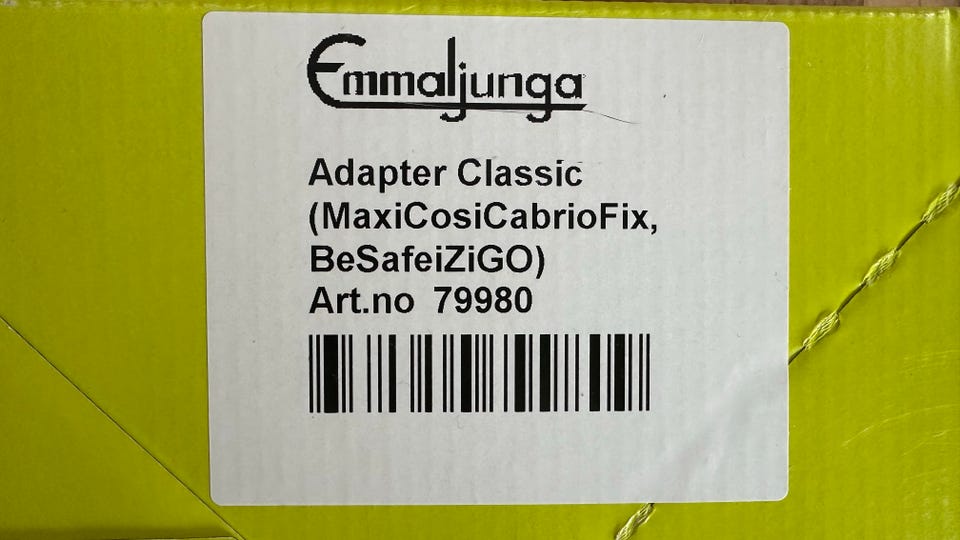 Emmaljunga
Adapter Classic
(MaxiCosiCabrioFix,
BeSafeiZiGO)
Art.no 79980